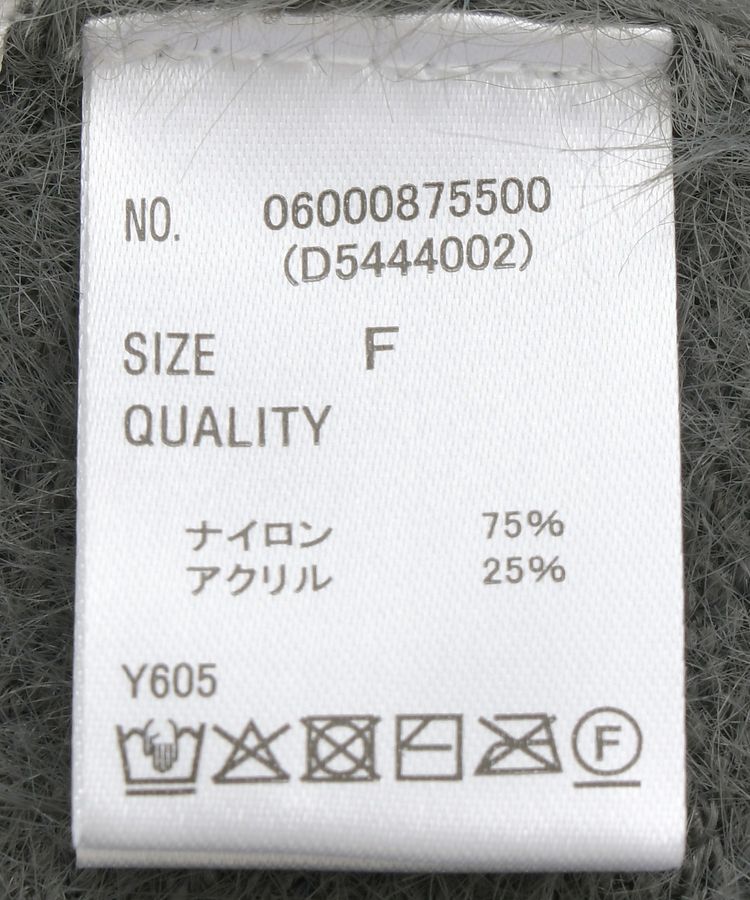 NO. 06000875500
(D5444002)
SIZE F
QUALITY
ナイロン 75%
アクリル 25%
Y605
F